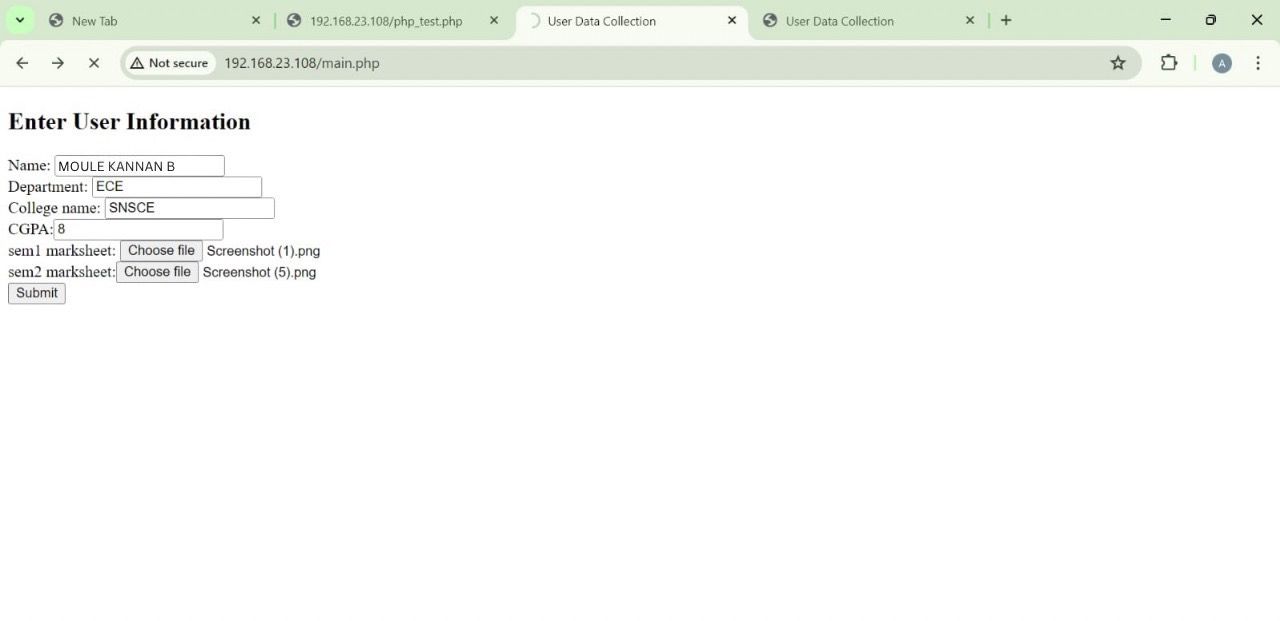 New Tab
192.168.23.108/php_test.php
User Data Collection
User Data Collection
Not secure
192.168.23.108/main.php
A
Enter User Information
Name: MOULE KANNAN B
Department: ECE
College name: SNSCE
CGPA: 8
sem1 marksheet: Choose file Screenshot (1).png
sem2 marksheet: Choose file Screenshot (5).png
Submit